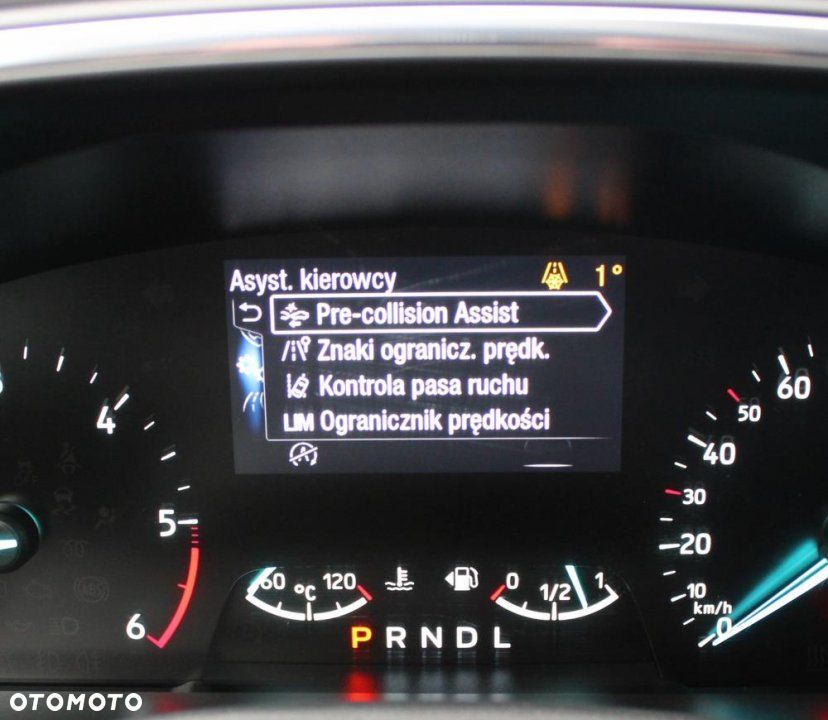 Asyst. kierowcy 1°
Pre-collision Assist
Znaki ogranicz. prędk.
Kontrola pasa ruchu
LIM Ogranicznik prędkości
4
5
6
60 °C 120
0 1/2 1
P R N D L
60
50
40
30
20
10
km/h
0
OTOMOTO